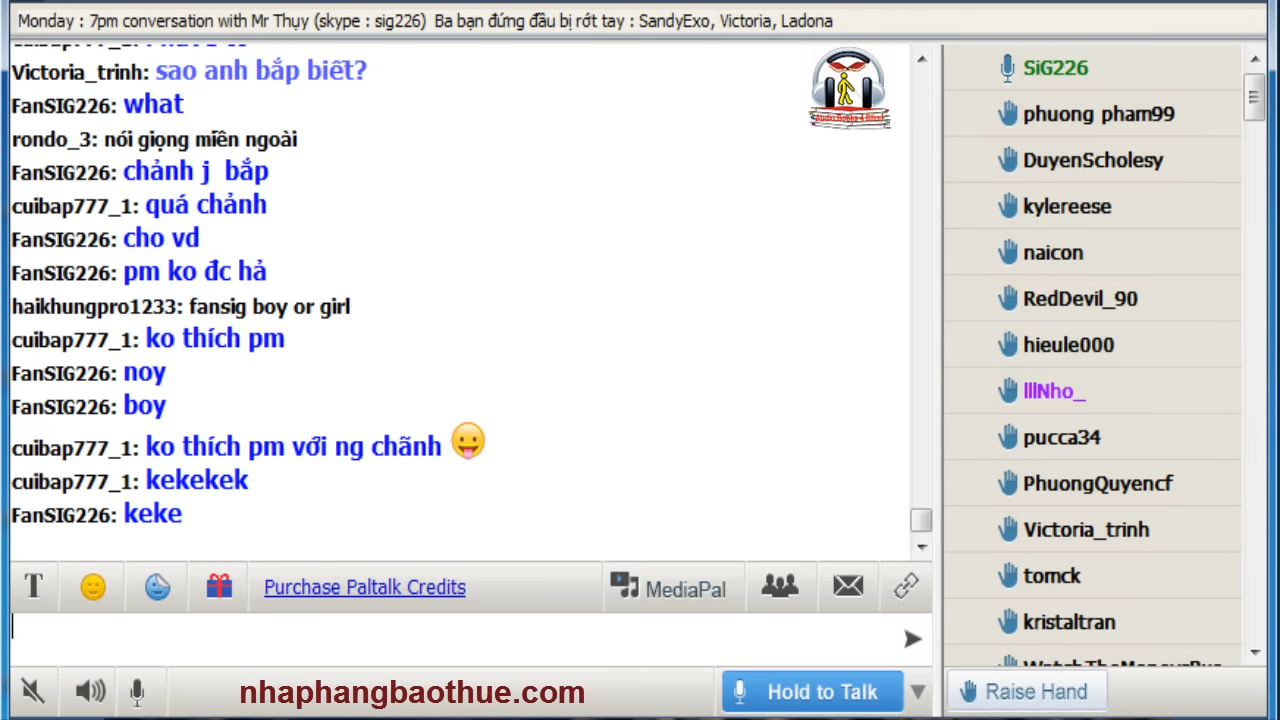 Monday : 7pm conversation with Mr Thụy (skype : sig226) Ba bạn đứng đầu bị rớt tay : SandyExo, Victoria, Ladona
Victoria_trinh: sao anh bắp biết?
FanSIG226: what
rondo_3: nói giọng miền ngoài
FanSIG226: chảnh j bắp
cuibap777_1: quá chảnh
FanSIG226: cho vd
FanSIG226: pm ko đc hả
haikhungpro1233: fansig boy or girl
cuibap777_1: ko thích pm
FanSIG226: noy
FanSIG226: boy
cuibap777_1: ko thích pm với ng chãnh
cuibap777_1: kekekek
FanSIG226: keke
T
Purchase Paltalk Credits
MediaPal
nhaphangbaothue.com
Hold to Talk
SiG226
phuong pham99
DuyenScholesy
kylereese
naicon
RedDevil_90
hieule000
lllNho_
pucca34
PhuongQuyencf
Victoria_trinh
tomck
kristaltran
Raise Hand